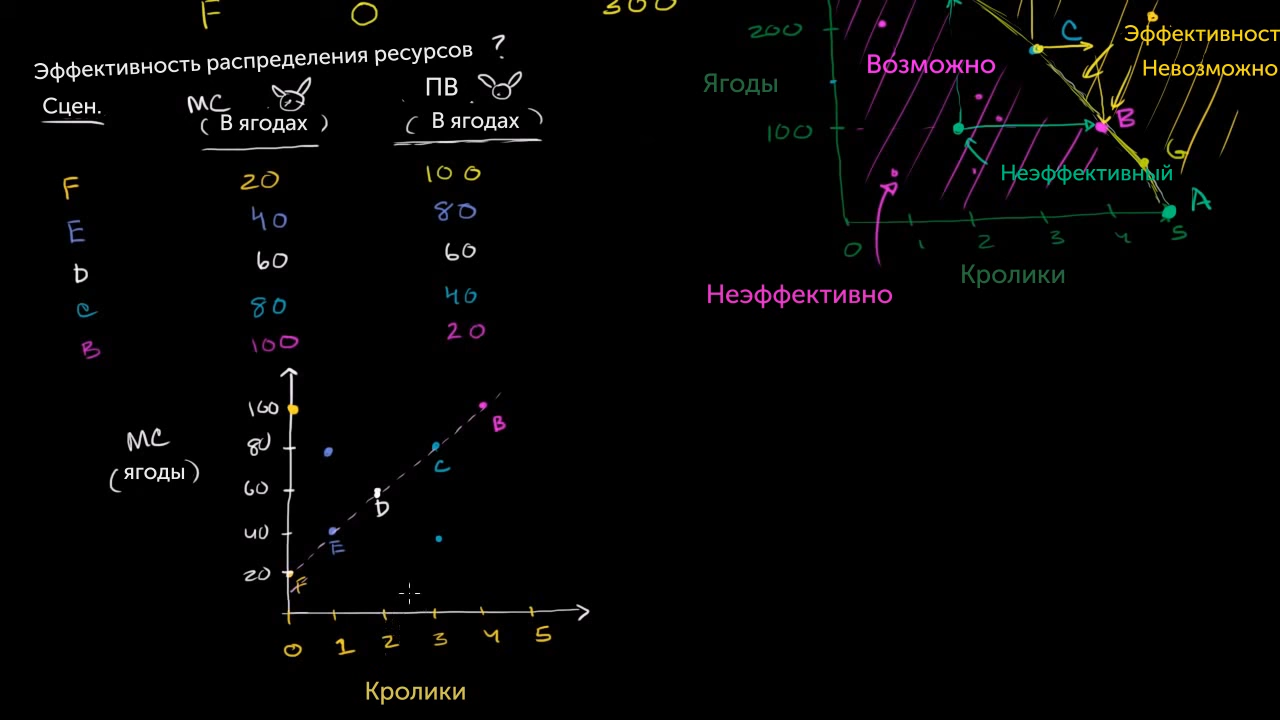 F 0 300
Эффективность распределения ресурсов ?
Сцен. MC ( В ягодах ) ПВ ( В ягодах )
F 20 100
E 40 80
D 60 60
C 80 40
B 100 20
MC
(ягоды)
100
80
60
40
20
F
E
D
C
B
0 1 2 3 4 5
Кролики
200
Ягоды
100
Возможно
C
Эффективност
Невозможно
B
G
Неэффективный
A
0 1 2 3 4 5
Кролики
Неэффективно